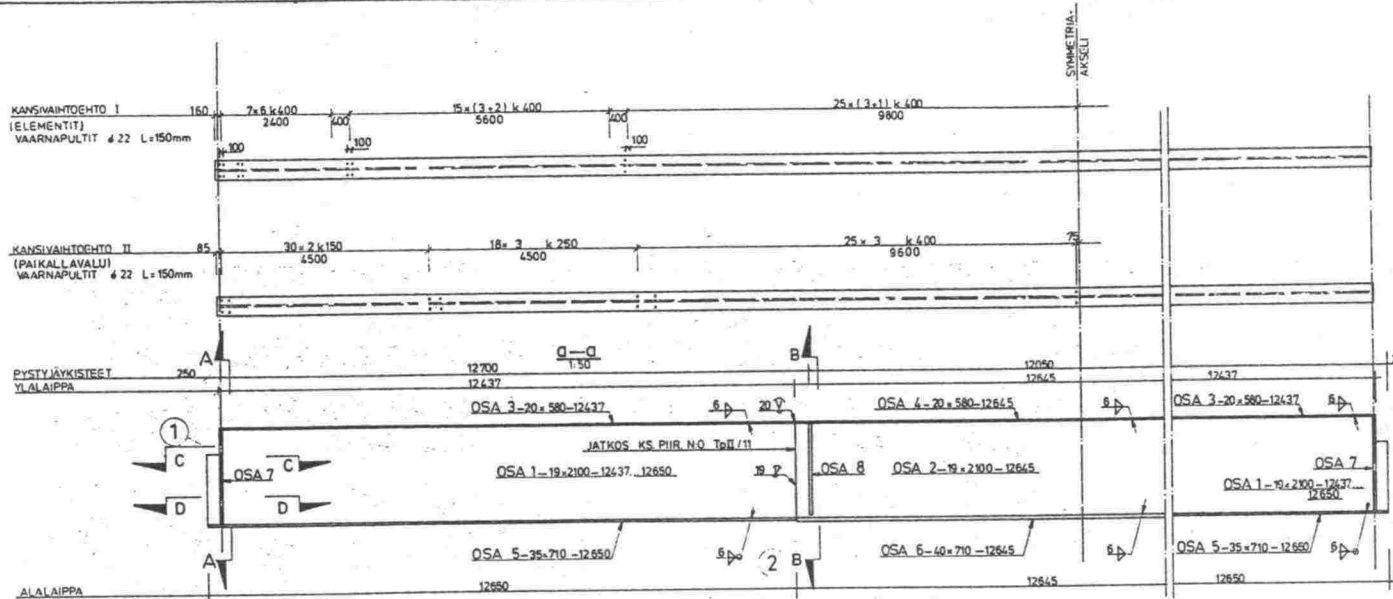 SYMMETRIA-
AKSELI
KANSIVAIHTOEHTO I 160 7×6 k400 15×(3+2) k 400 25×(3+1) k 400
2400 400 5600 400 9800
(ELEMENTIT)
VAARNAPULTIT ø 22 L=150mm
100 100 100
KANSIVAIHTOEHTO II 85 30×2 k150 18×3 k 250 25×3 k 400 75
4500 4500 9600
(PAIKALLAVALU)
VAARNAPULTIT ø 22 L=150mm
A a—a B
1:50
PYSTYJÄYKISTEET 250 12700 12050
YLALAIPPA 12437 12645 12437
OSA 3-20×580-12437 6 20 V OSA 4-20×580-12645 6 OSA 3-20×580-12437 6
1
JATKOS KS. PIIR. N:O TpII/11
C C
OSA 7 OSA 1-19×2100-12437...12650 19 V OSA 8 OSA 2-19×2100-12645 OSA 7
OSA 1-19×2100-12437...
12650
D D
OSA 5-35×710-12650 6 OSA 6-40×710-12645 6 OSA 5-35×710-12650 6
A 2 B
ALALAIPPA 12650 12645 12650